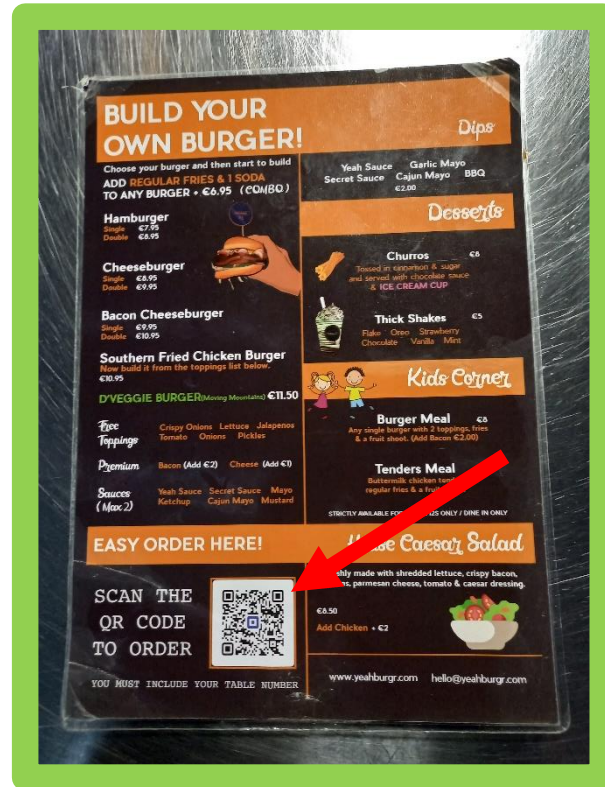 BUILD YOUR
OWN BURGER!
Choose your burger and then start to build
ADD REGULAR FRIES & 1 SODA
TO ANY BURGER + €6.95 (COMBO)
Hamburger
Single €7.95
Double €8.95
Cheeseburger
Single €8.95
Double €9.95
Bacon Cheeseburger
Single €9.95
Double €10.95
Southern Fried Chicken Burger
Now build it from the toppings list below.
€10.95
D'VEGGIE BURGER(Moving Mountains) €11.50
Free
Toppings
Crispy Onions Lettuce Jalapenos
Tomato Onions Pickles
Premium Bacon (Add €2) Cheese (Add €1)
Sauces
(Max 2)
Yeah Sauce Secret Sauce Mayo
Ketchup Cajun Mayo Mustard
EASY ORDER HERE!
SCAN THE
QR CODE
TO ORDER
YOU MUST INCLUDE YOUR TABLE NUMBER
Dips
Yeah Sauce Garlic Mayo
Secret Sauce Cajun Mayo BBQ
€2.00
Desserts
Churros €8
Tossed in cinnamon & sugar
and served with chocolate sauce
& ICE CREAM CUP
Thick Shakes €5
Flake Oreo Strawberry
Chocolate Vanilla Mint
Kids Corner
Burger Meal €8
Any single burger with 2 toppings, fries
& a fruit shoot. (Add Bacon €2.00)
Tenders Meal
Buttermilk chicken
regular fries & a
STRICTLY AVAILABLE ONLY / DINE IN ONLY
Caesar Salad
made with shredded lettuce, crispy bacon,
parmesan cheese, tomato & caesar dressing.
€8.50
Add Chicken + €2
www.yeahburgr.com hello@yeahburgr.com